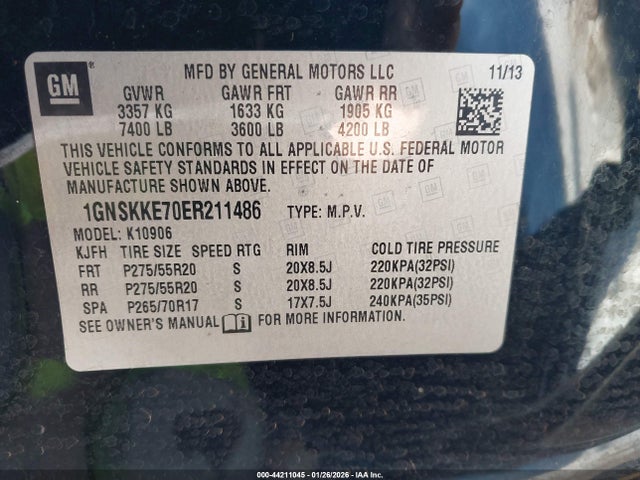 GM ® MFD BY GENERAL MOTORS LLC 11/13
GVWR GAWR FRT GAWR RR
3357 KG 1633 KG 1905 KG
7400 LB 3600 LB 4200 LB
THIS VEHICLE CONFORMS TO ALL APPLICABLE U.S. FEDERAL MOTOR
VEHICLE SAFETY STANDARDS IN EFFECT ON THE DATE OF
MANUFACTURE SHOWN ABOVE.
1GNSKKE70ER211486 TYPE: M.P.V.
MODEL: K10906
KJFH TIRE SIZE SPEED RTG RIM COLD TIRE PRESSURE
FRT P275/55R20 S 20X8.5J 220KPA(32PSI)
RR P275/55R20 S 20X8.5J 220KPA(32PSI)
SPA P265/70R17 S 17X7.5J 240KPA(35PSI)
SEE OWNER'S MANUAL FOR MORE INFORMATION.
000-44211045 - 01/26/2026 - IAA Inc.